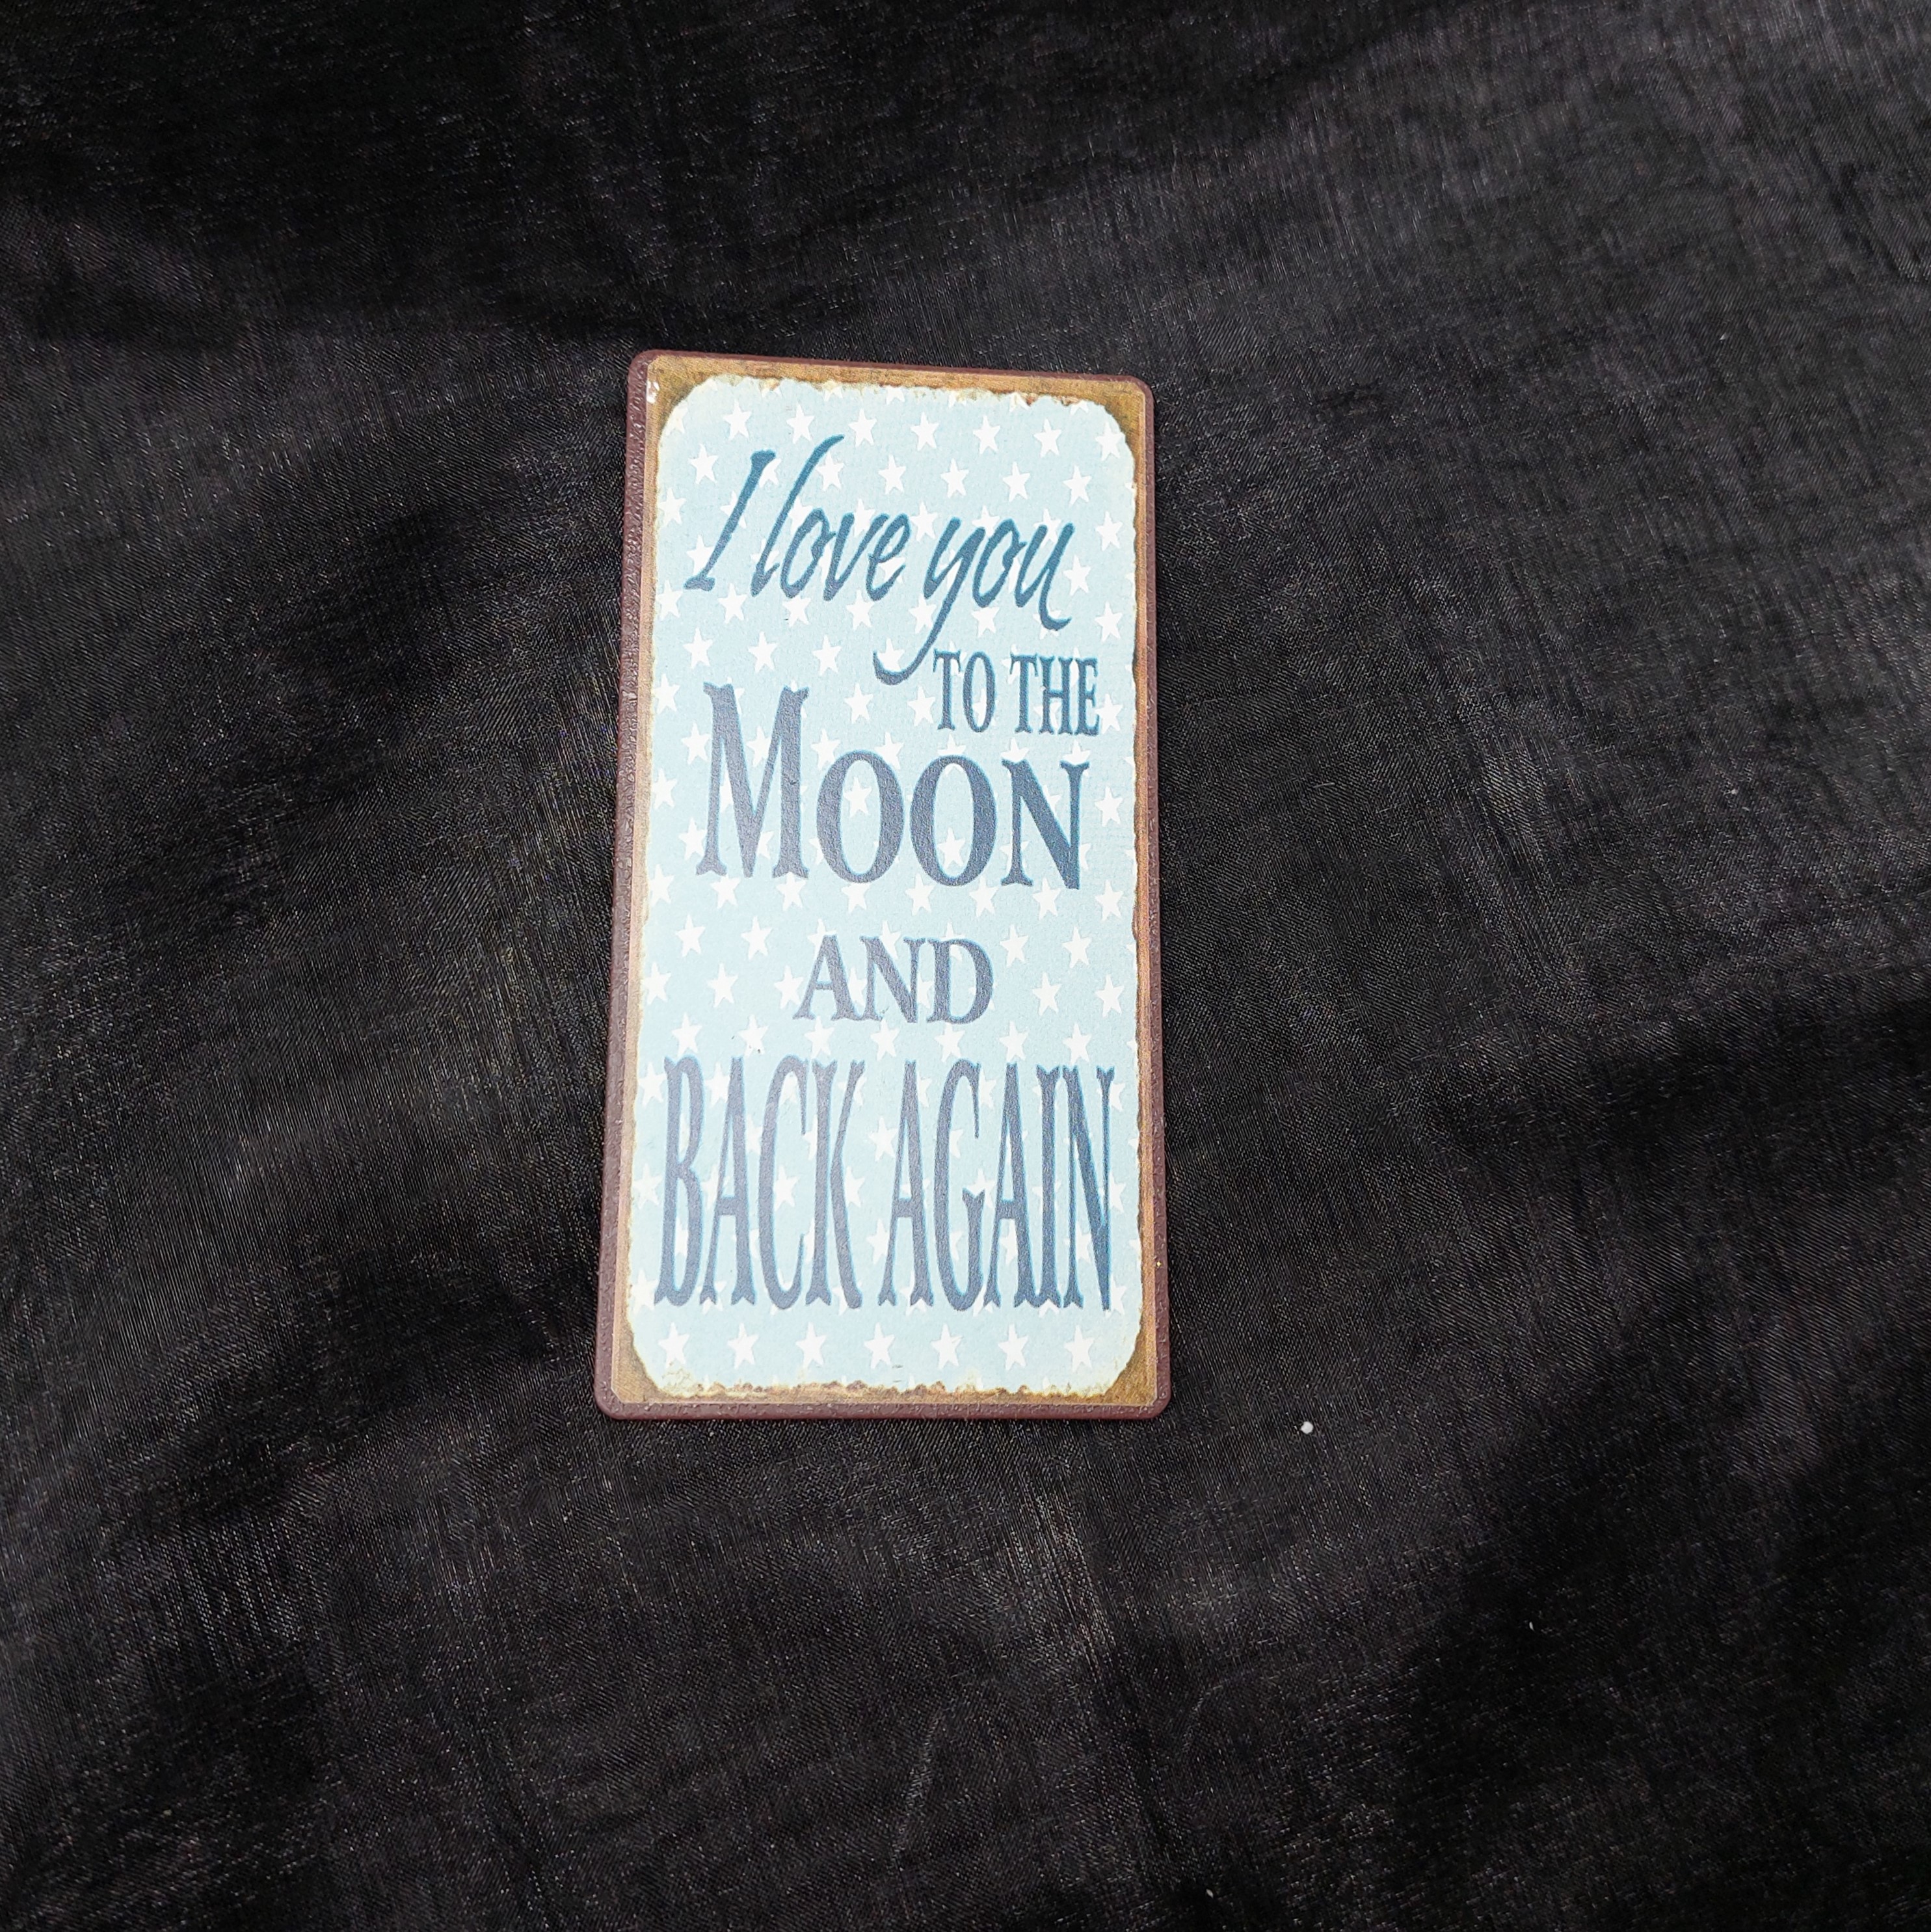 I love you
TO THE
MOON
AND
BACK AGAIN